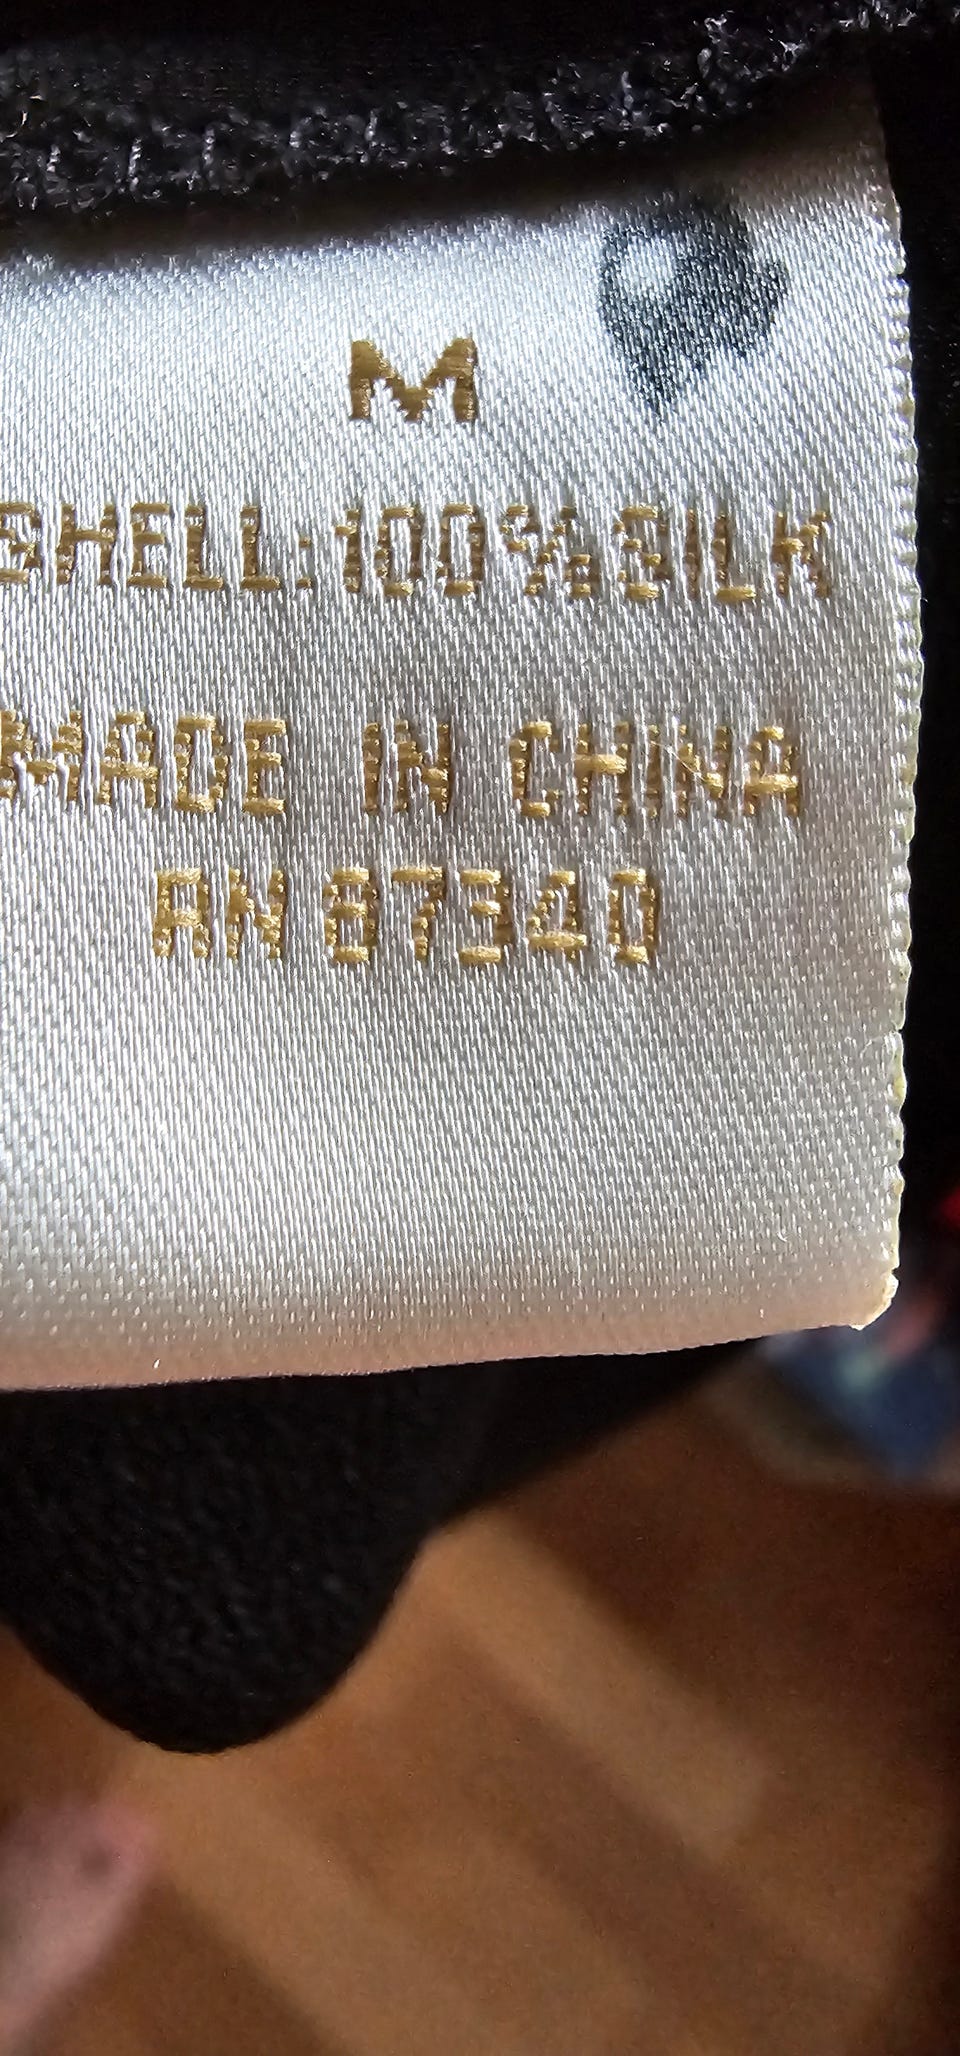 M
SHELL: 100% SILK
MADE IN CHINA
RN 87340